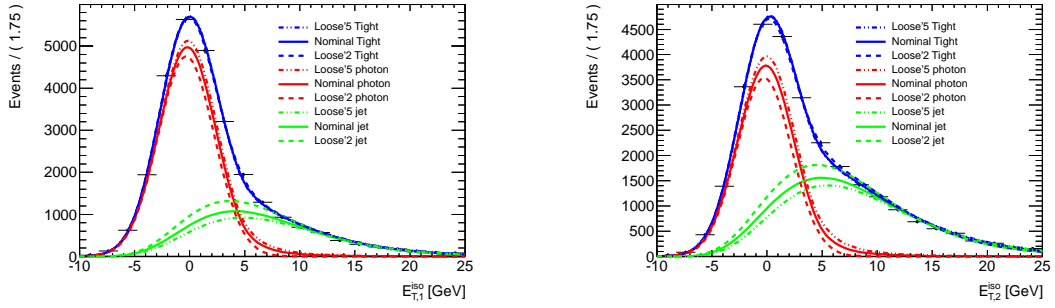 Events / ( 1.75 )
5000
4000
3000
2000
1000
0
-10 -5 0 5 10 15 20 25
E_{T,1}^{iso} [GeV]
Loose'5 Tight
Nominal Tight
Loose'2 Tight
Loose'5 photon
Nominal photon
Loose'2 photon
Loose'5 jet
Nominal jet
Loose'2 jet
Events / ( 1.75 )
4500
4000
3500
3000
2500
2000
1500
1000
500
0
-10 -5 0 5 10 15 20 25
E_{T,2}^{iso} [GeV]
Loose'5 Tight
Nominal Tight
Loose'2 Tight
Loose'5 photon
Nominal photon
Loose'2 photon
Loose'5 jet
Nominal jet
Loose'2 jet